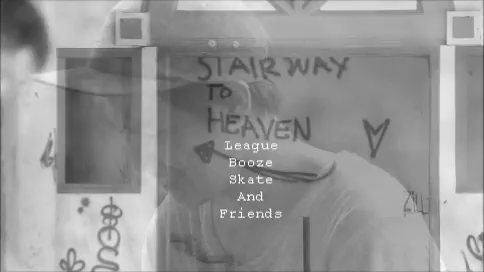 STAIRWAY
TO
HEAVEN
League
Booze
Skate
And
Friends